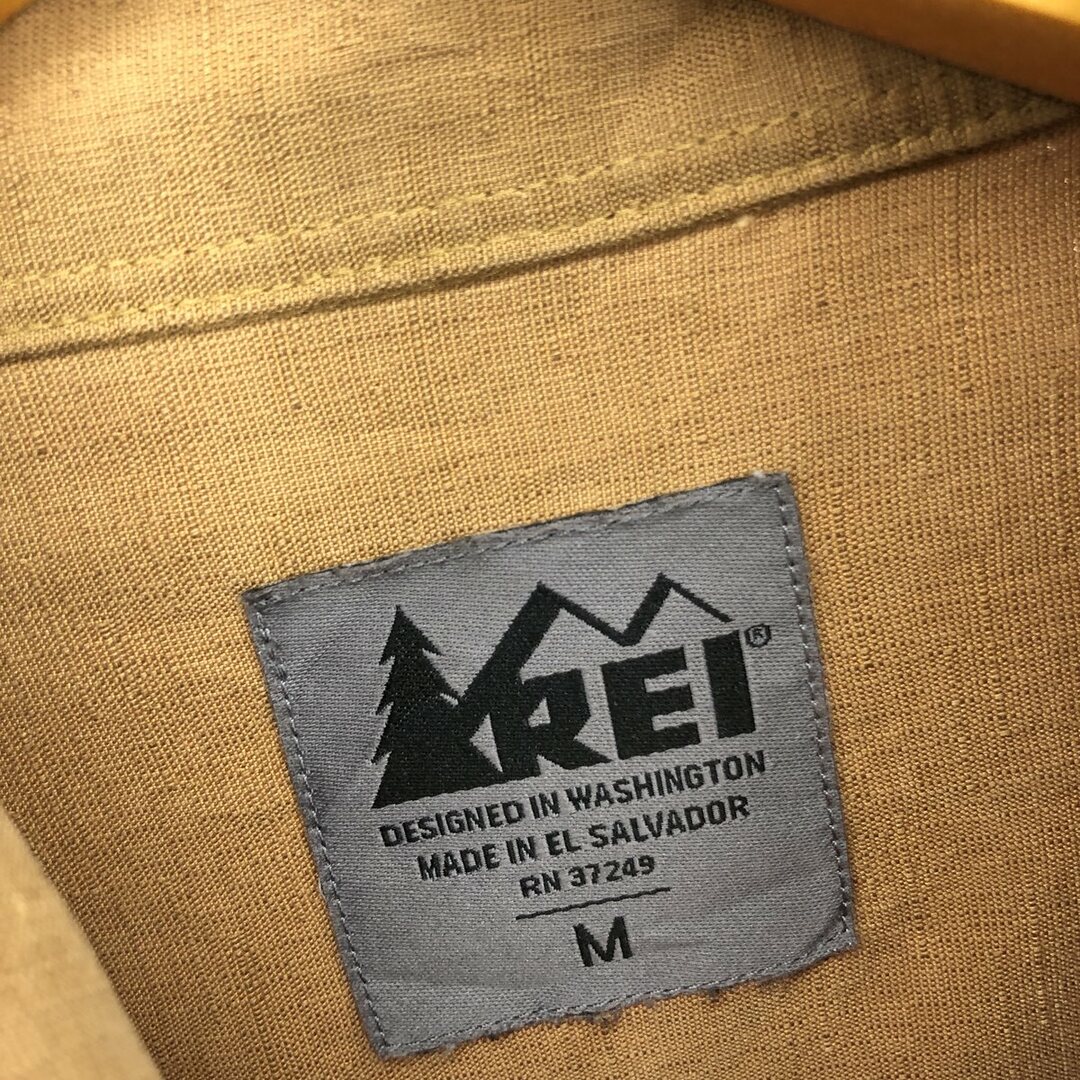 REI®
DESIGNED IN WASHINGTON
MADE IN EL SALVADOR
RN 37249
M